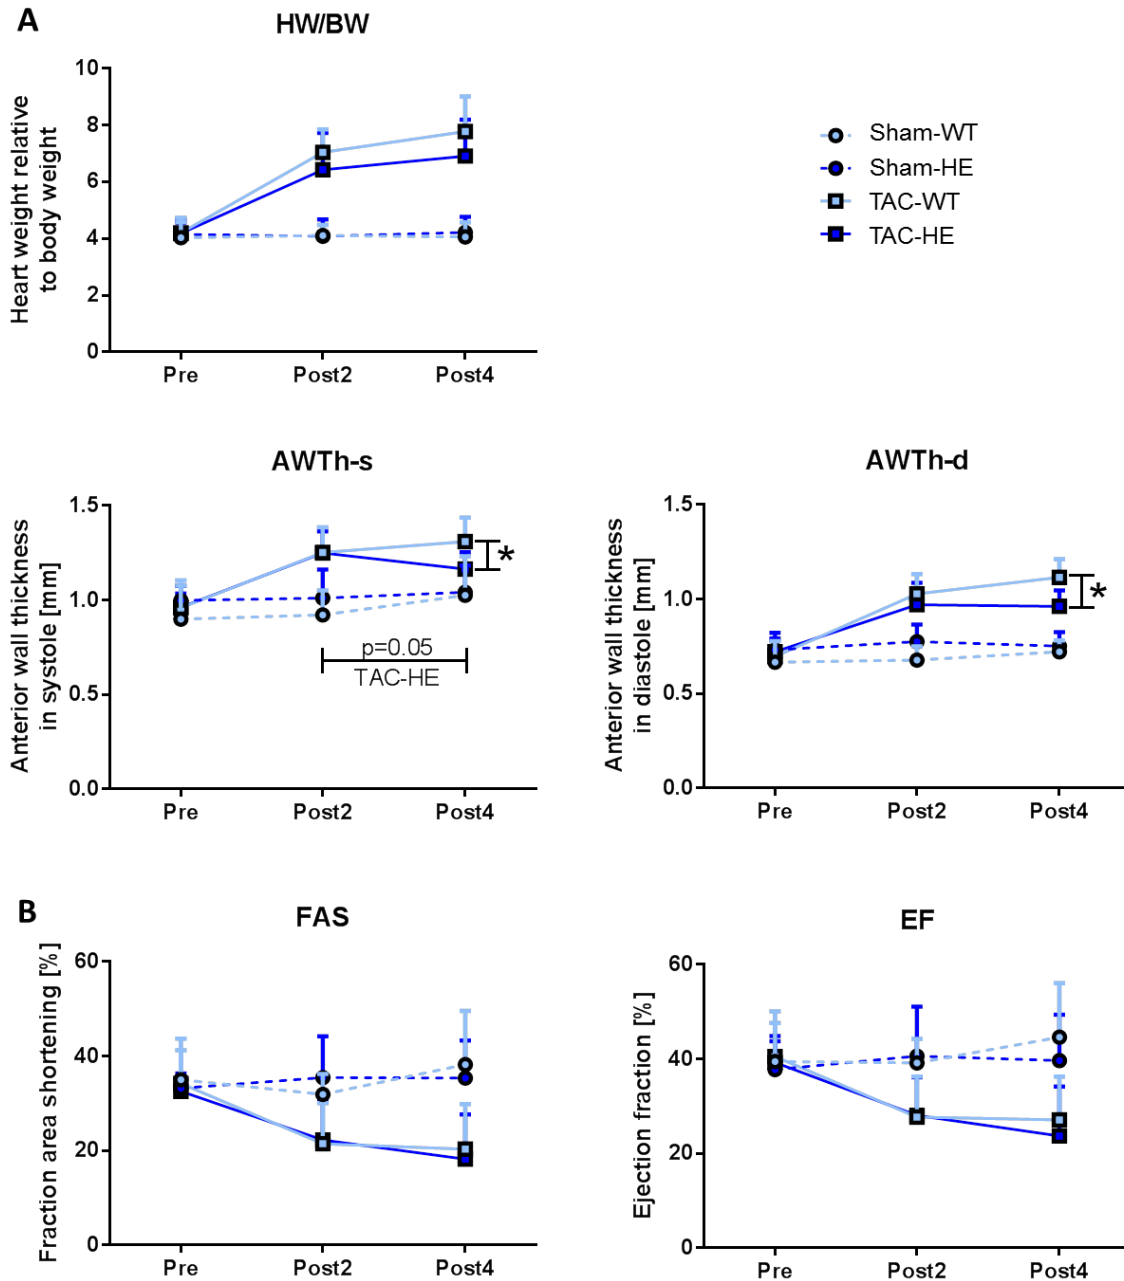 A
HW/BW
Heart weight relative
to body weight
10
8
6
4
2
0
Pre Post2 Post4
Sham-WT
Sham-HE
TAC-WT
TAC-HE
AWTh-s
Anterior wall thickness
in systole [mm]
1.5
1.0
0.5
0.0
*
p=0.05
TAC-HE
Pre Post2 Post4
AWTh-d
Anterior wall thickness
in diastole [mm]
1.5
1.0
0.5
0.0
*
Pre Post2 Post4
B
FAS
Fraction area shortening [%]
60
40
20
0
Pre Post2 Post4
EF
Ejection fraction [%]
60
40
20
0
Pre Post2 Post4